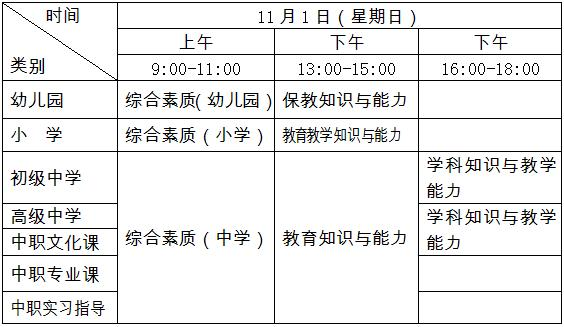 时间
11月1日（星期日）
上午
下午
下午
类别
9:00-11:00
13:00-15:00
16:00-18:00
幼儿园
综合素质（幼儿园）
保教知识与能力
小 学
综合素质（小学）
教育教学知识与能力
初级中学
学科知识与教学
能力
高级中学
中职文化课
综合素质（中学）
教育知识与能力
学科知识与教学
能力
中职专业课
中职实习指导